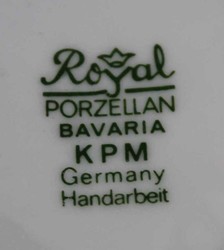 Royal
PORZELLAN
BAVARIA
KPM
Germany
Handarbeit